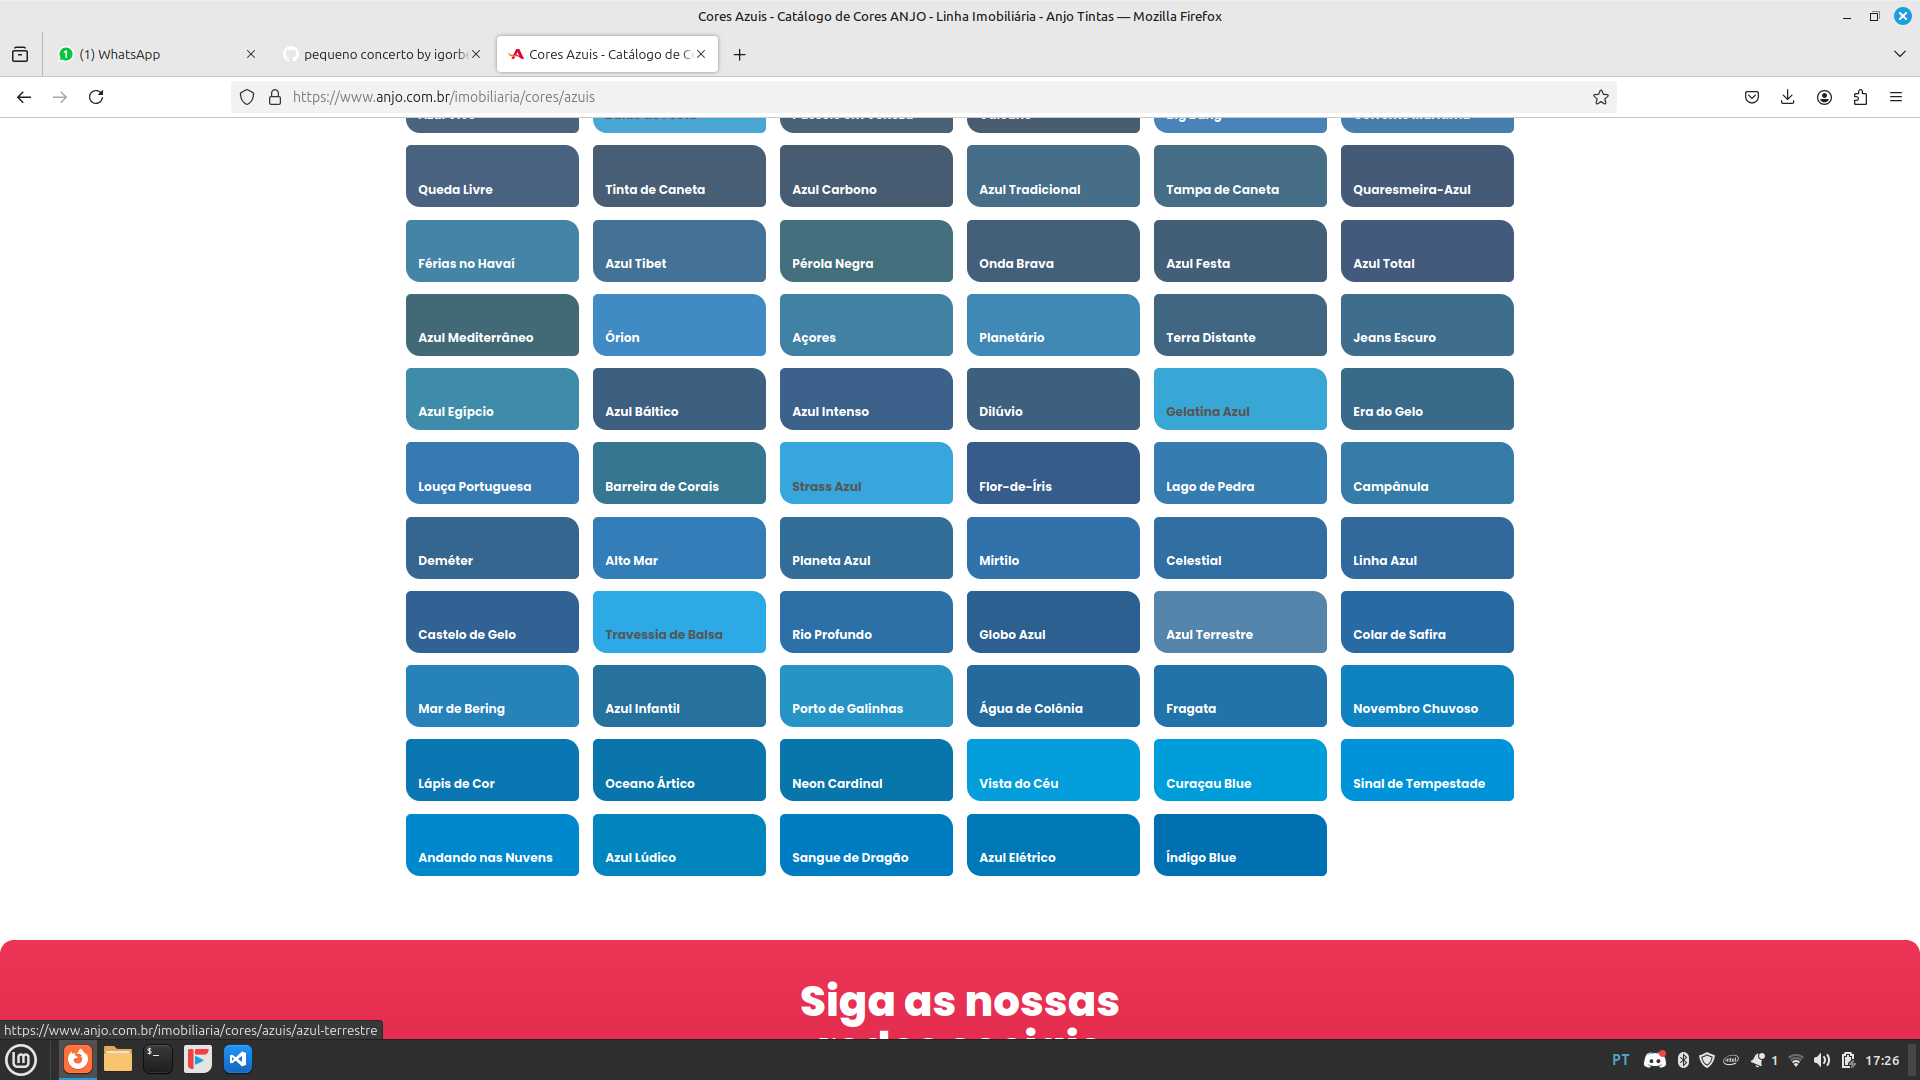 Cores Azuis - Catálogo de Cores ANJO - Linha Imobiliária - Anjo Tintas — Mozilla Firefox
(1) WhatsApp
pequeno concerto by igorb
Cores Azuis - Catálogo de C
https://www.anjo.com.br/imobiliaria/cores/azuis
Queda Livre
Tinta de Caneta
Azul Carbono
Azul Tradicional
Tampa de Caneta
Quaresmeira-Azul
Férias no Havaí
Azul Tibet
Pérola Negra
Onda Brava
Azul Festa
Azul Total
Azul Mediterrâneo
Órion
Açores
Planetário
Terra Distante
Jeans Escuro
Azul Egípcio
Azul Báltico
Azul Intenso
Dilúvio
Gelatina Azul
Era do Gelo
Louça Portuguesa
Barreira de Corais
Strass Azul
Flor-de-Íris
Lago de Pedra
Campânula
Deméter
Alto Mar
Planeta Azul
Mirtilo
Celestial
Linha Azul
Castelo de Gelo
Travessia de Balsa
Rio Profundo
Globo Azul
Azul Terrestre
Colar de Safira
Mar de Bering
Azul Infantil
Porto de Galinhas
Água de Colônia
Fragata
Novembro Chuvoso
Lápis de Cor
Oceano Ártico
Neon Cardinal
Vista do Céu
Curaçau Blue
Sinal de Tempestade
Andando nas Nuvens
Azul Lúdico
Sangue de Dragão
Azul Elétrico
Índigo Blue
Siga as nossas
redes sociais
https://www.anjo.com.br/imobiliaria/cores/azuis/azul-terrestre
PT
1
17:26